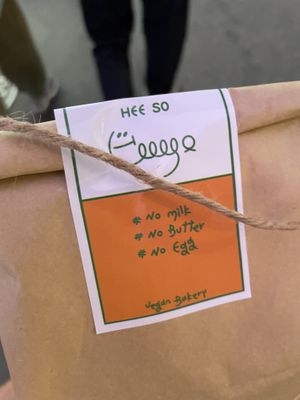 HEE SO
# No Milk
# No Butter
# No Egg
Vegan Bakery